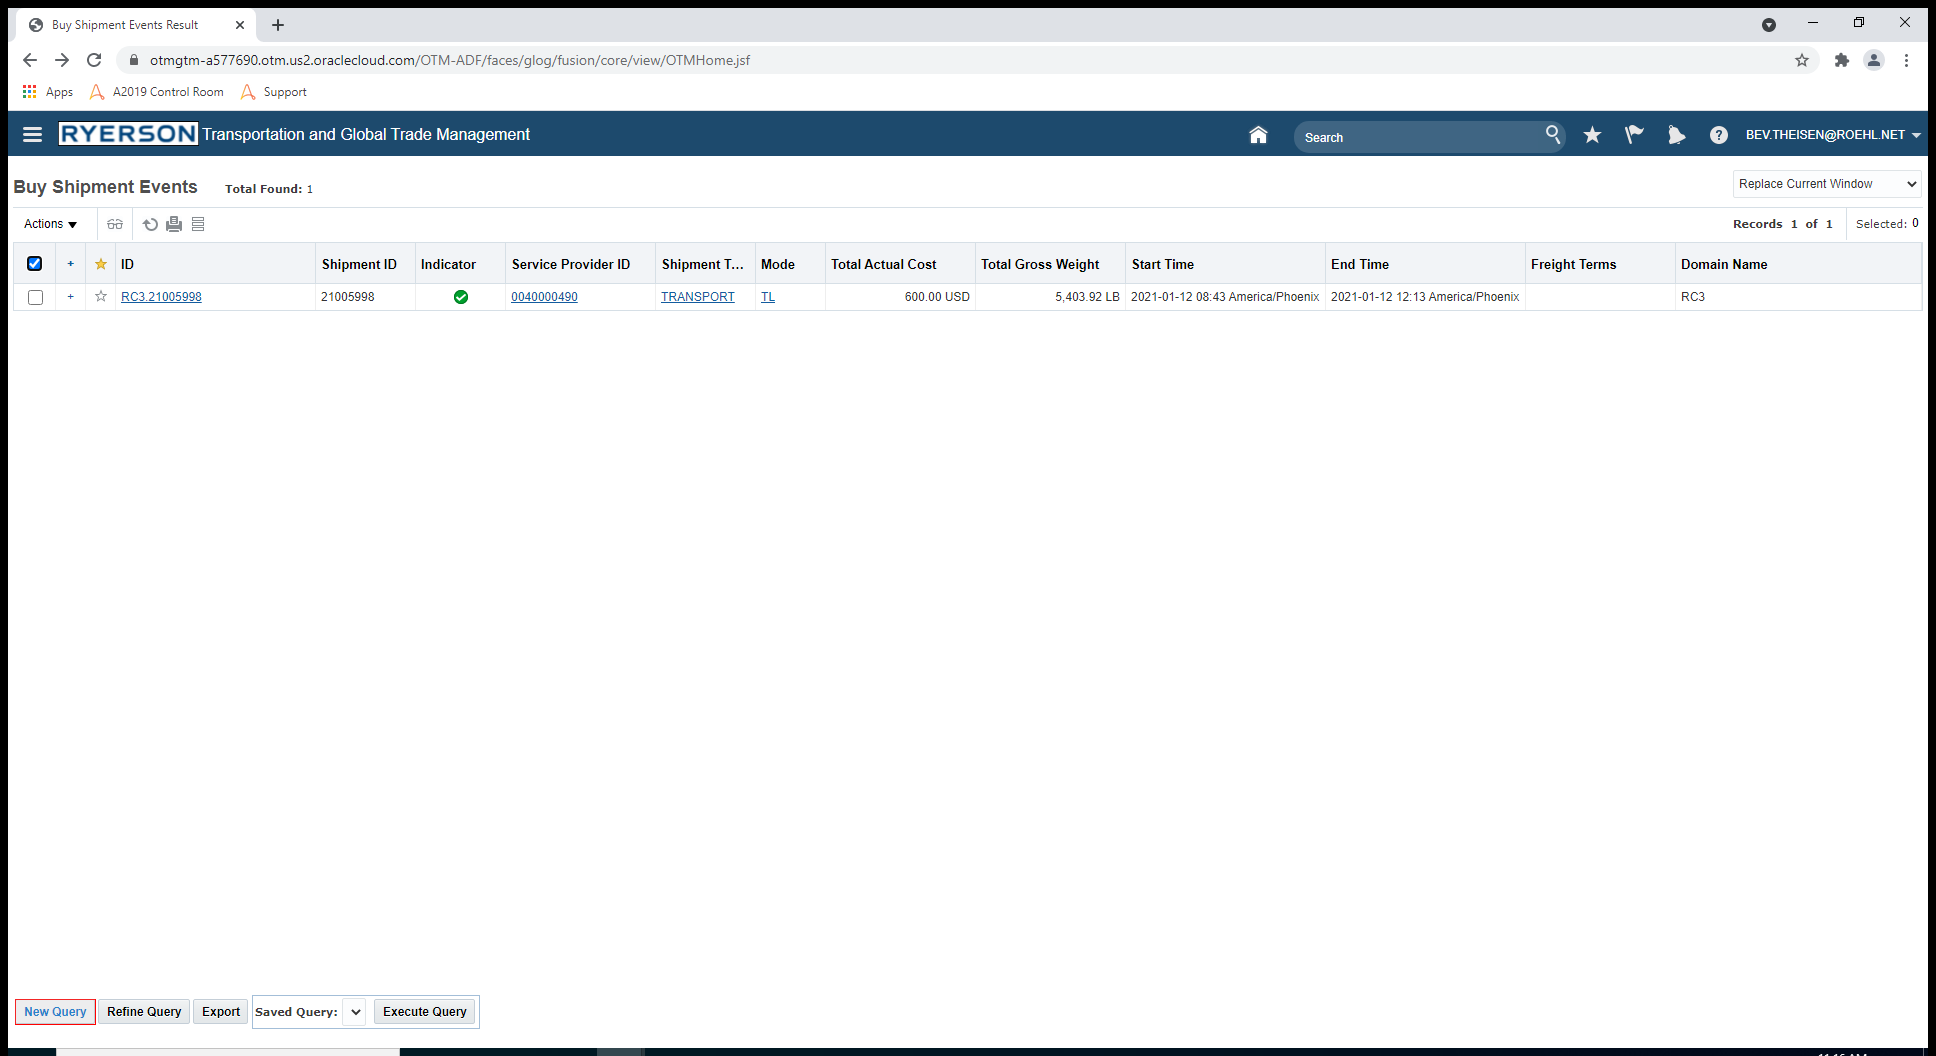 Buy Shipment Events Result
otmgtm-a577690.otm.us2.oraclecloud.com/OTM-ADF/faces/glog/fusion/core/view/OTMHome.jsf
Apps A2019 Control Room Support
RYERSON Transportation and Global Trade Management Search BEV.THEISEN@ROEHL.NET
Buy Shipment Events Total Found: 1 Replace Current Window
Actions Records 1 of 1 Selected: 0
+ ID Shipment ID Indicator Service Provider ID Shipment T... Mode Total Actual Cost Total Gross Weight Start Time End Time Freight Terms Domain Name
+ RC3.21005998 21005998 0040000490 TRANSPORT TL 600.00 USD 5,403.92 LB 2021-01-12 08:43 America/Phoenix 2021-01-12 12:13 America/Phoenix RC3
New Query Refine Query Export Saved Query: Execute Query